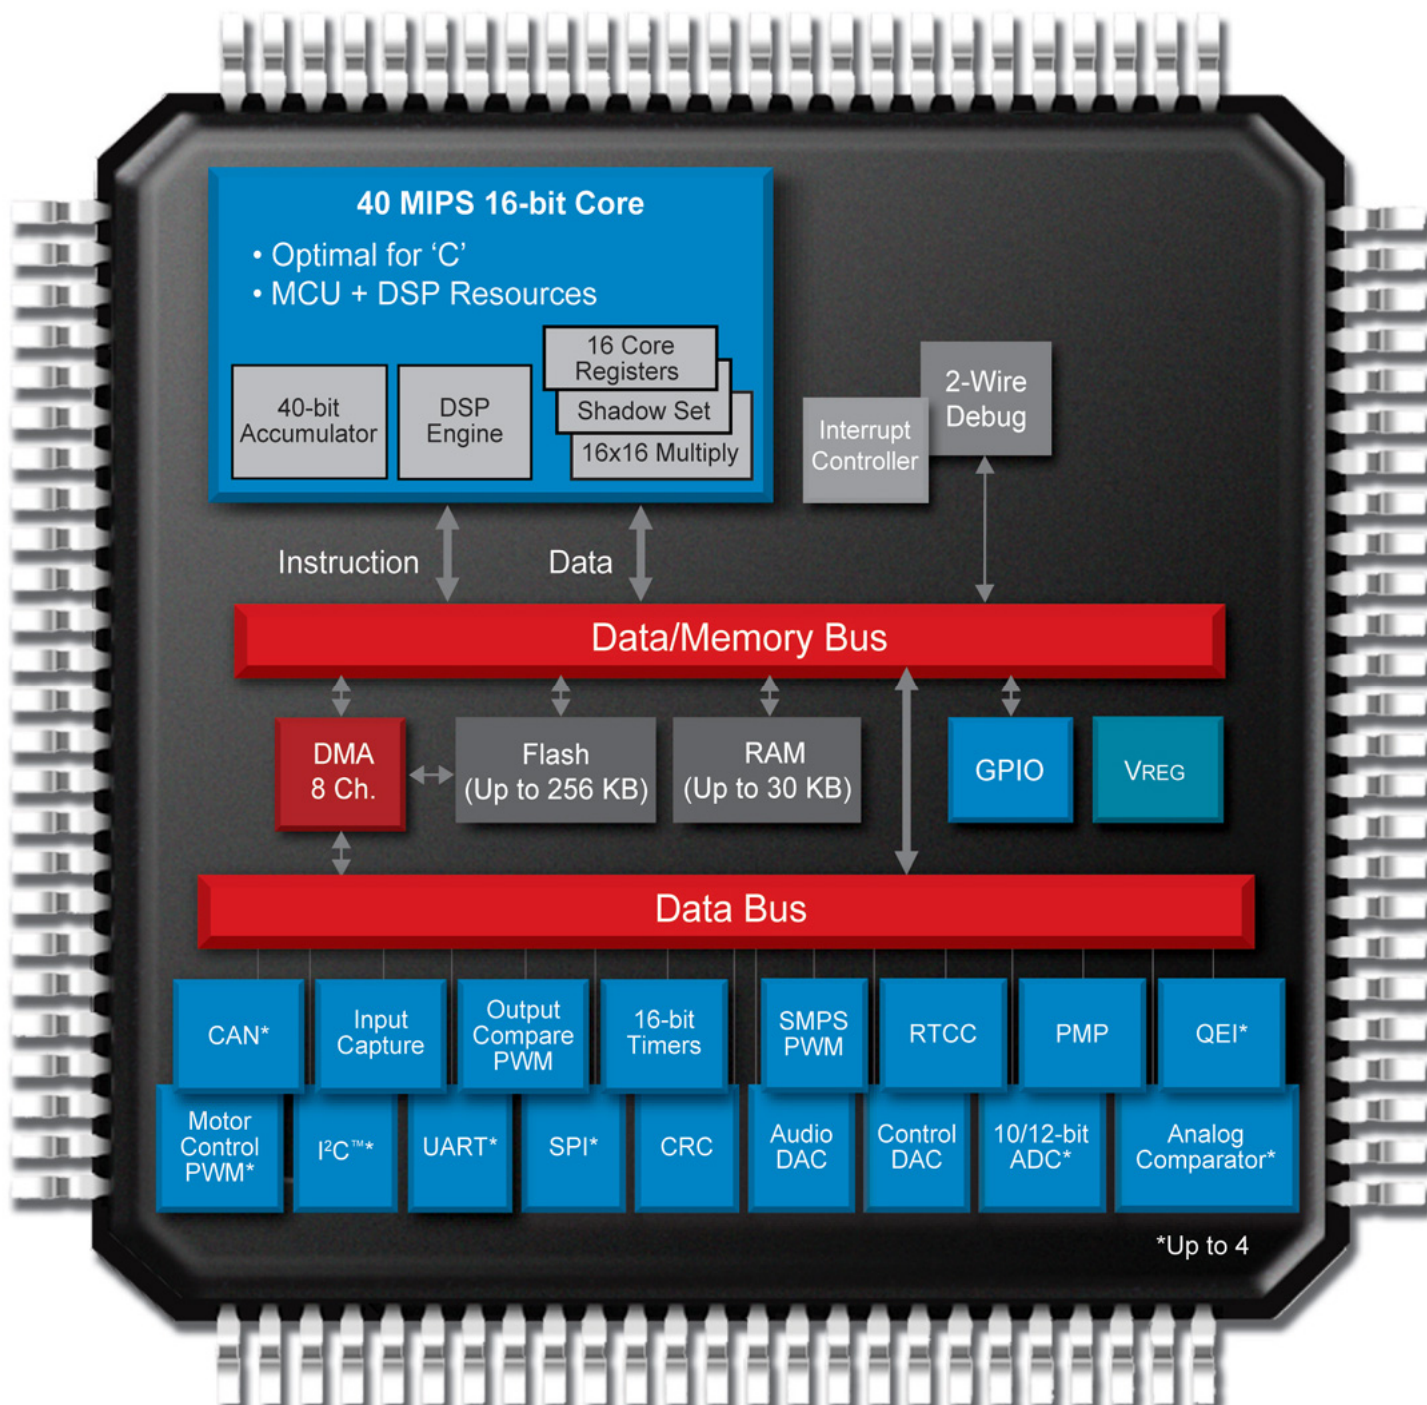 40 MIPS 16-bit Core
• Optimal for ‘C’
• MCU + DSP Resources
40-bit
Accumulator
DSP
Engine
16 Core
Registers
Shadow Set
16x16 Multiply
2-Wire
Debug
Interrupt
Controller
Instruction
Data
Data/Memory Bus
DMA
8 Ch.
Flash
(Up to 256 KB)
RAM
(Up to 30 KB)
GPIO
VREG
Data Bus
CAN*
Input
Capture
Output
Compare
PWM
16-bit
Timers
SMPS
PWM
RTCC
PMP
QEI*
Motor
Control
PWM*
I²C™*
UART*
SPI*
CRC
Audio
DAC
Control
DAC
10/12-bit
ADC*
Analog
Comparator*
*Up to 4